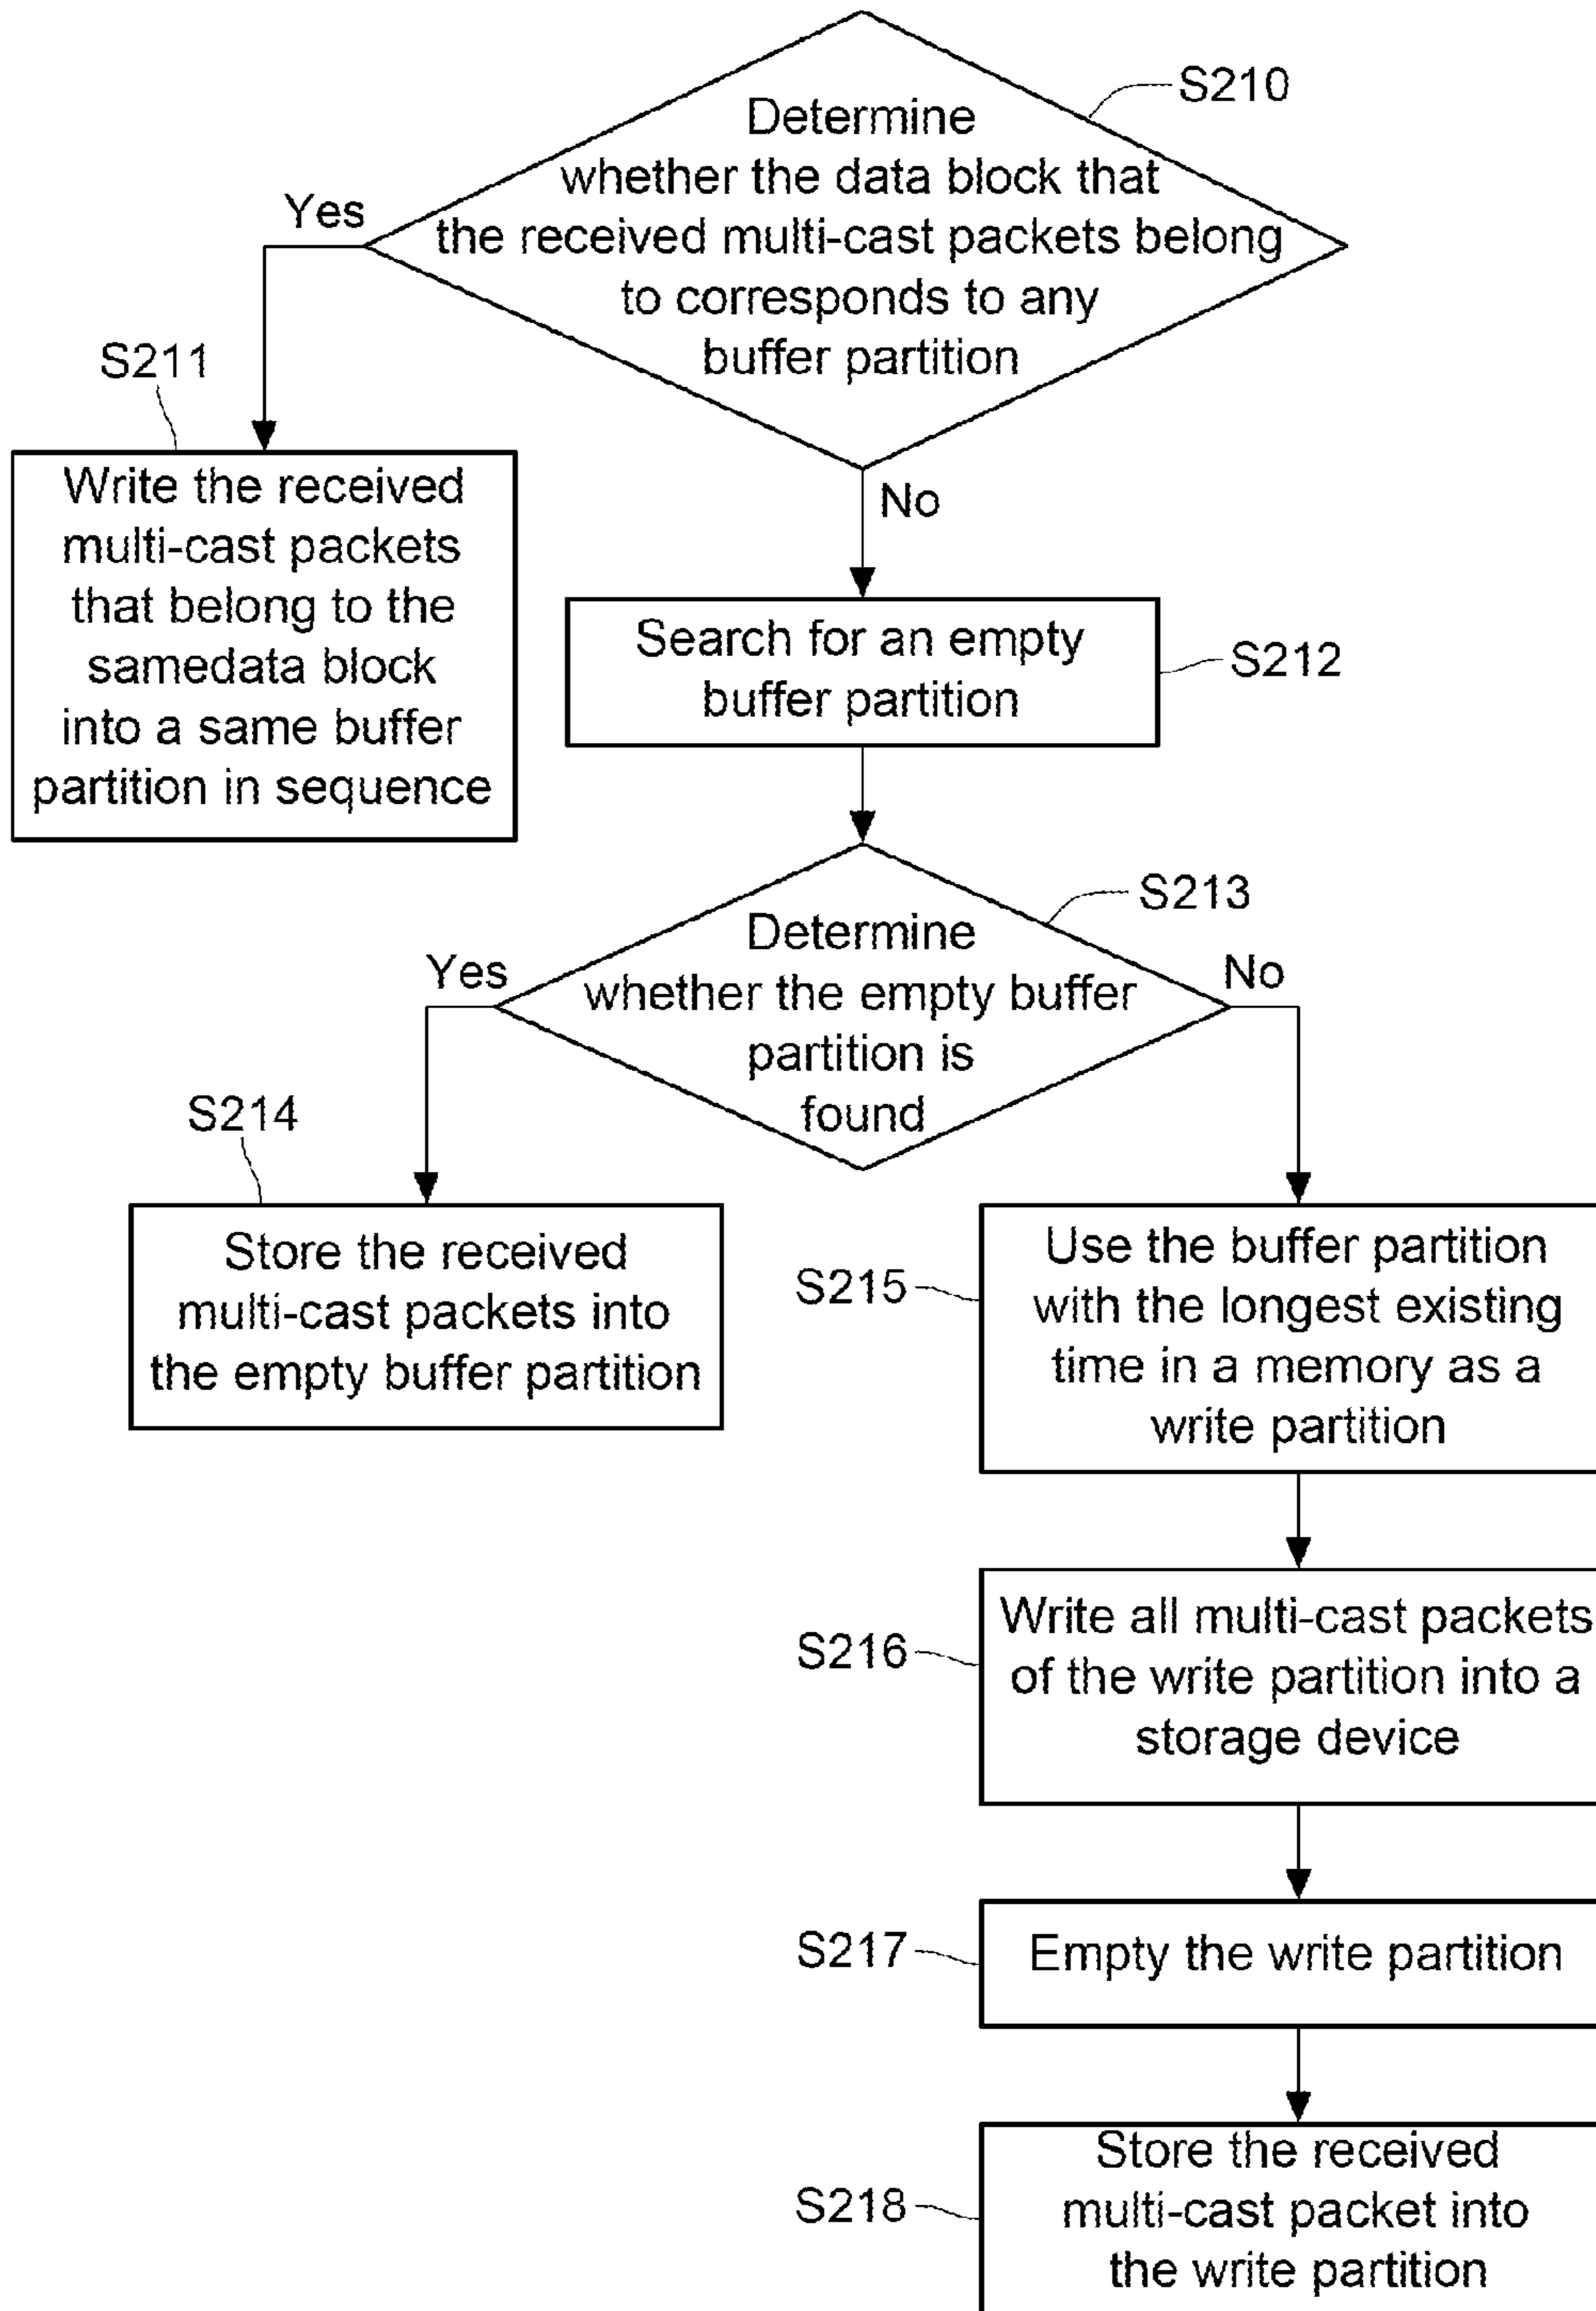 S210
Determine
whether the data block that
the received multi-cast packets belong
to corresponds to any
buffer partition
Yes
No
S211
Write the received
multi-cast packets
that belong to the
samedata block
into a same buffer
partition in sequence
Search for an empty
buffer partition
S212
S213
Determine
whether the empty buffer
partition is
found
Yes
No
S214
Store the received
multi-cast packets into
the empty buffer partition
S215
Use the buffer partition
with the longest existing
time in a memory as a
write partition
S216
Write all multi-cast packets
of the write partition into a
storage device
S217
Empty the write partition
S218
Store the received
multi-cast packet into
the write partition